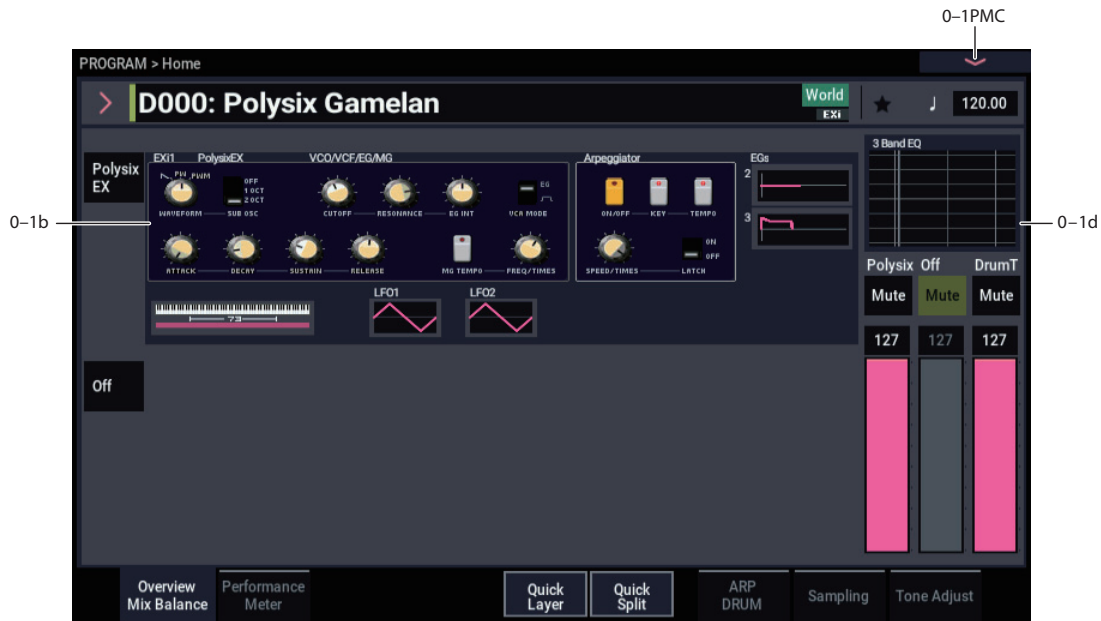 0–1PMC
PROGRAM > Home
D000: Polysix Gamelan
World
EXi
♩ 120.00
Polysix
EX
EXi1 PolysixEX VCO/VCF/EG/MG
PW PWM
OFF
1 OCT
2 OCT
WAVEFORM SUB OSC CUTOFF RESONANCE EG INT
EG
VCA MODE
ATTACK DECAY SUSTAIN RELEASE MG TEMPO FREQ/TIMES
Arpeggiator
ON/OFF KEY TEMPO
ON
OFF
SPEED/TIMES LATCH
EGs
2
3
3 Band EQ
0–1b
0–1d
73
LFO1 LFO2
Polysix Off DrumT
Mute Mute Mute
127 127 127
Off
Overview
Mix Balance
Performance
Meter
Quick
Layer
Quick
Split
ARP
DRUM
Sampling
Tone Adjust